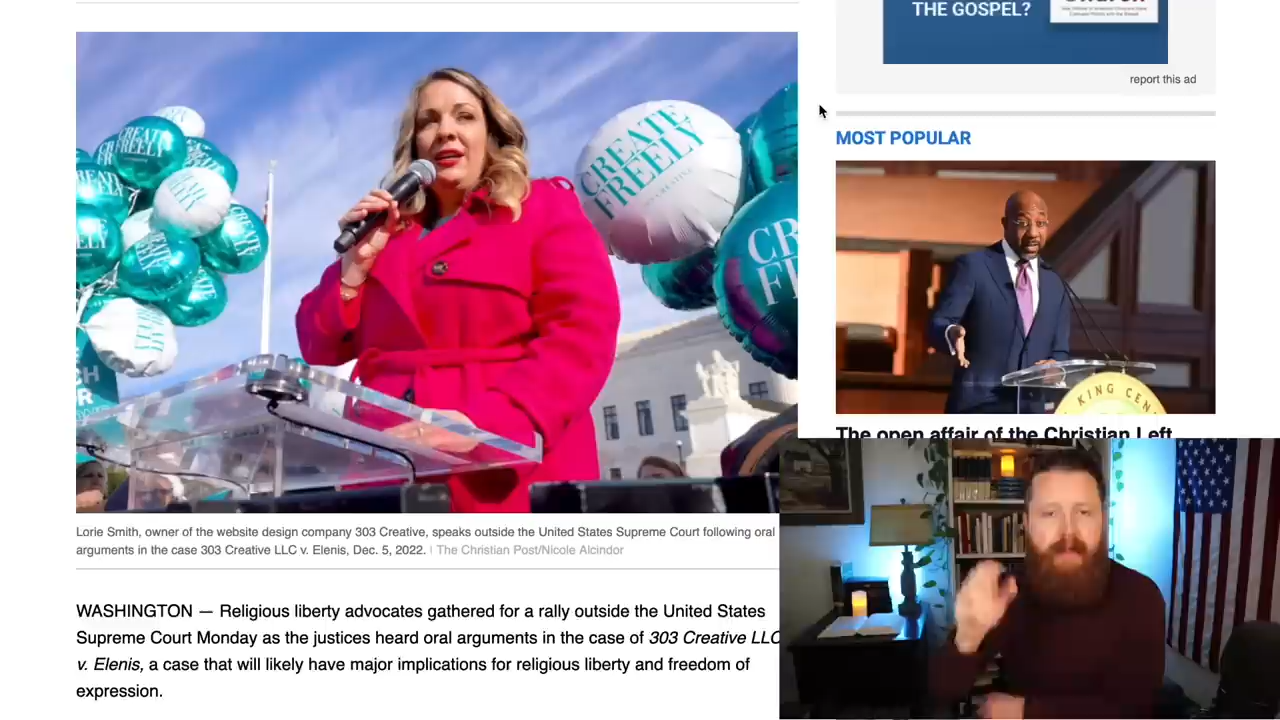 THE GOSPEL?
report this ad
MOST POPULAR
CREATE
FREELY
CREATE
FREELY
KING CEN
The open affair of the Christian Left
Lorie Smith, owner of the website design company 303 Creative, speaks outside the United States Supreme Court following oral
arguments in the case 303 Creative LLC v. Elenis, Dec. 5, 2022. | The Christian Post/Nicole Alcindor
WASHINGTON — Religious liberty advocates gathered for a rally outside the United States
Supreme Court Monday as the justices heard oral arguments in the case of 303 Creative LLC
v. Elenis, a case that will likely have major implications for religious liberty and freedom of
expression.